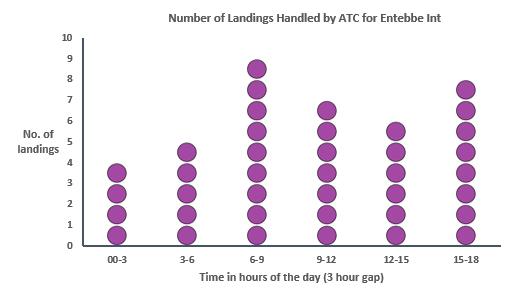 Number of Landings Handled by ATC for Entebbe Int
10
9
8
7
6
5
4
3
2
1
0
No. of
landings
00-3 3-6 6-9 9-12 12-15 15-18
Time in hours of the day (3 hour gap)